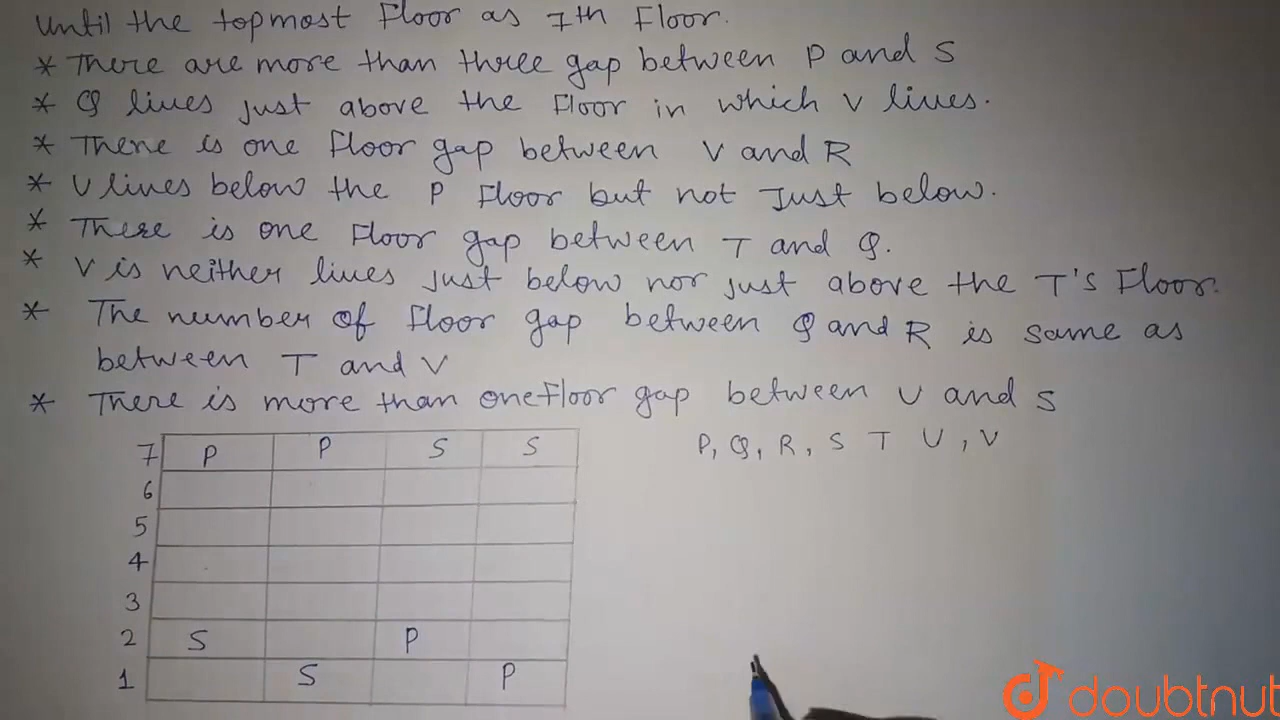 Until the topmost Floor as 7th Floor.
* There are more than three gap between P and S
* Q lives just above the Floor in which V lives.
* There is one floor gap between V and R
* U lives below the P Floor but not Just below.
* There is one Floor gap between T and Q.
* V is neither lives just below nor just above the T's Floor.
* The number of Floor gap between Q and R is same as
between T and V
* There is more than one Floor gap between U and S
P, Q, R, S T U, V
7 P P S S
6
5
4
3
2 S P
1 S P
doubtnut